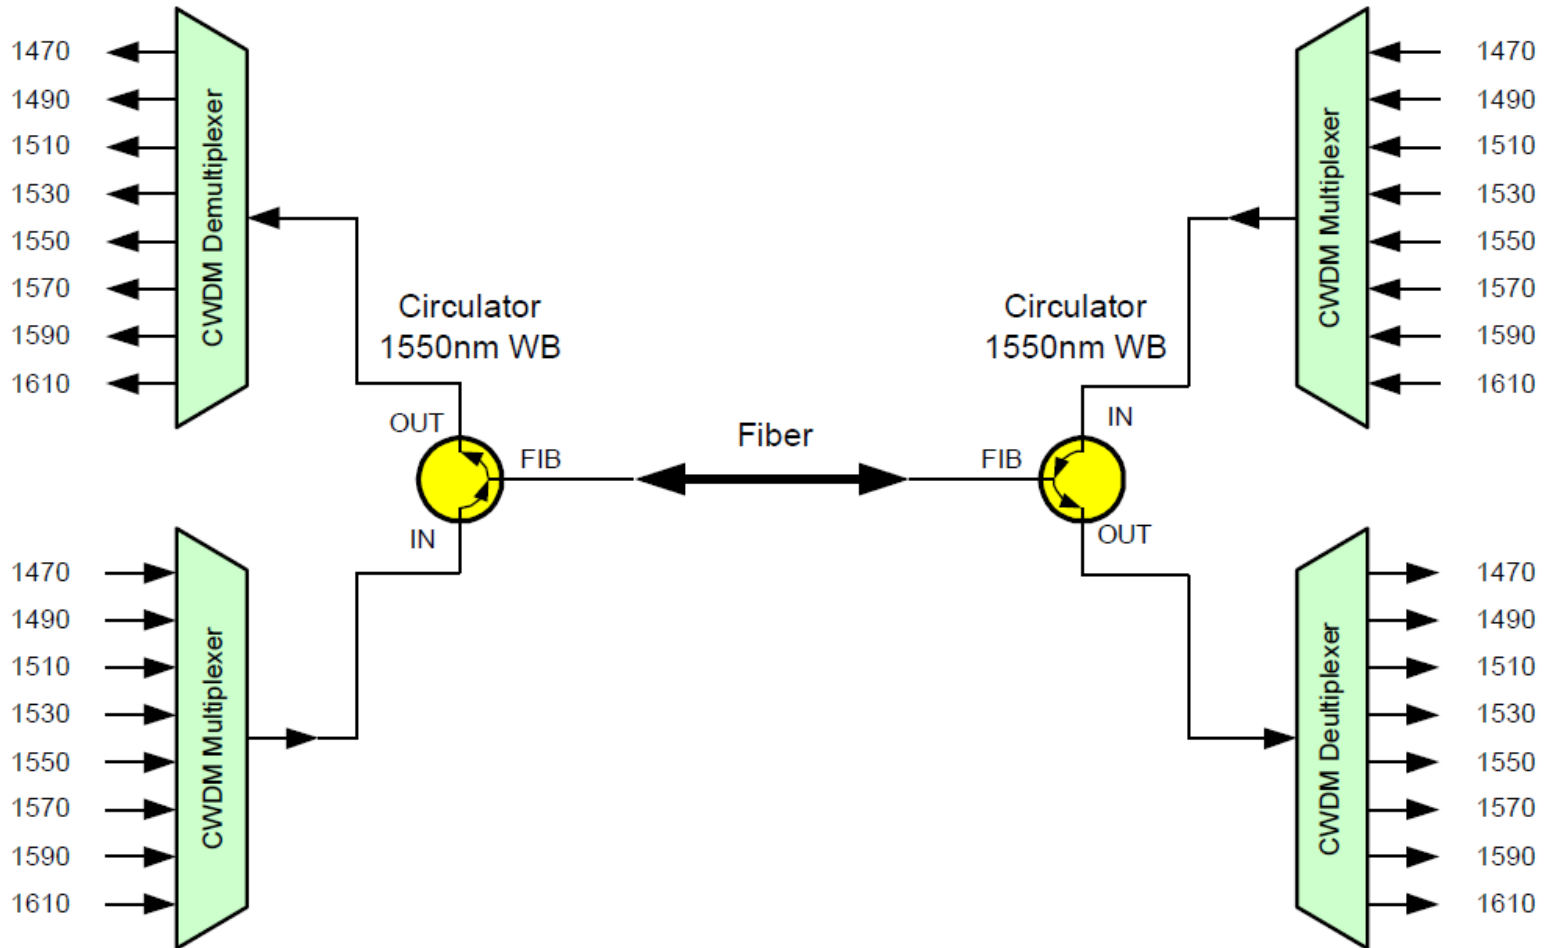 1470
1490
1510
1530
1550
1570
1590
1610
CWDM Demultiplexer
Circulator
1550nm WB
OUT
FIB
IN
1470
1490
1510
1530
1550
1570
1590
1610
CWDM Multiplexer
Fiber
Circulator
1550nm WB
IN
FIB
OUT
CWDM Multiplexer
1470
1490
1510
1530
1550
1570
1590
1610
CWDM Deultiplexer
1470
1490
1510
1530
1550
1570
1590
1610